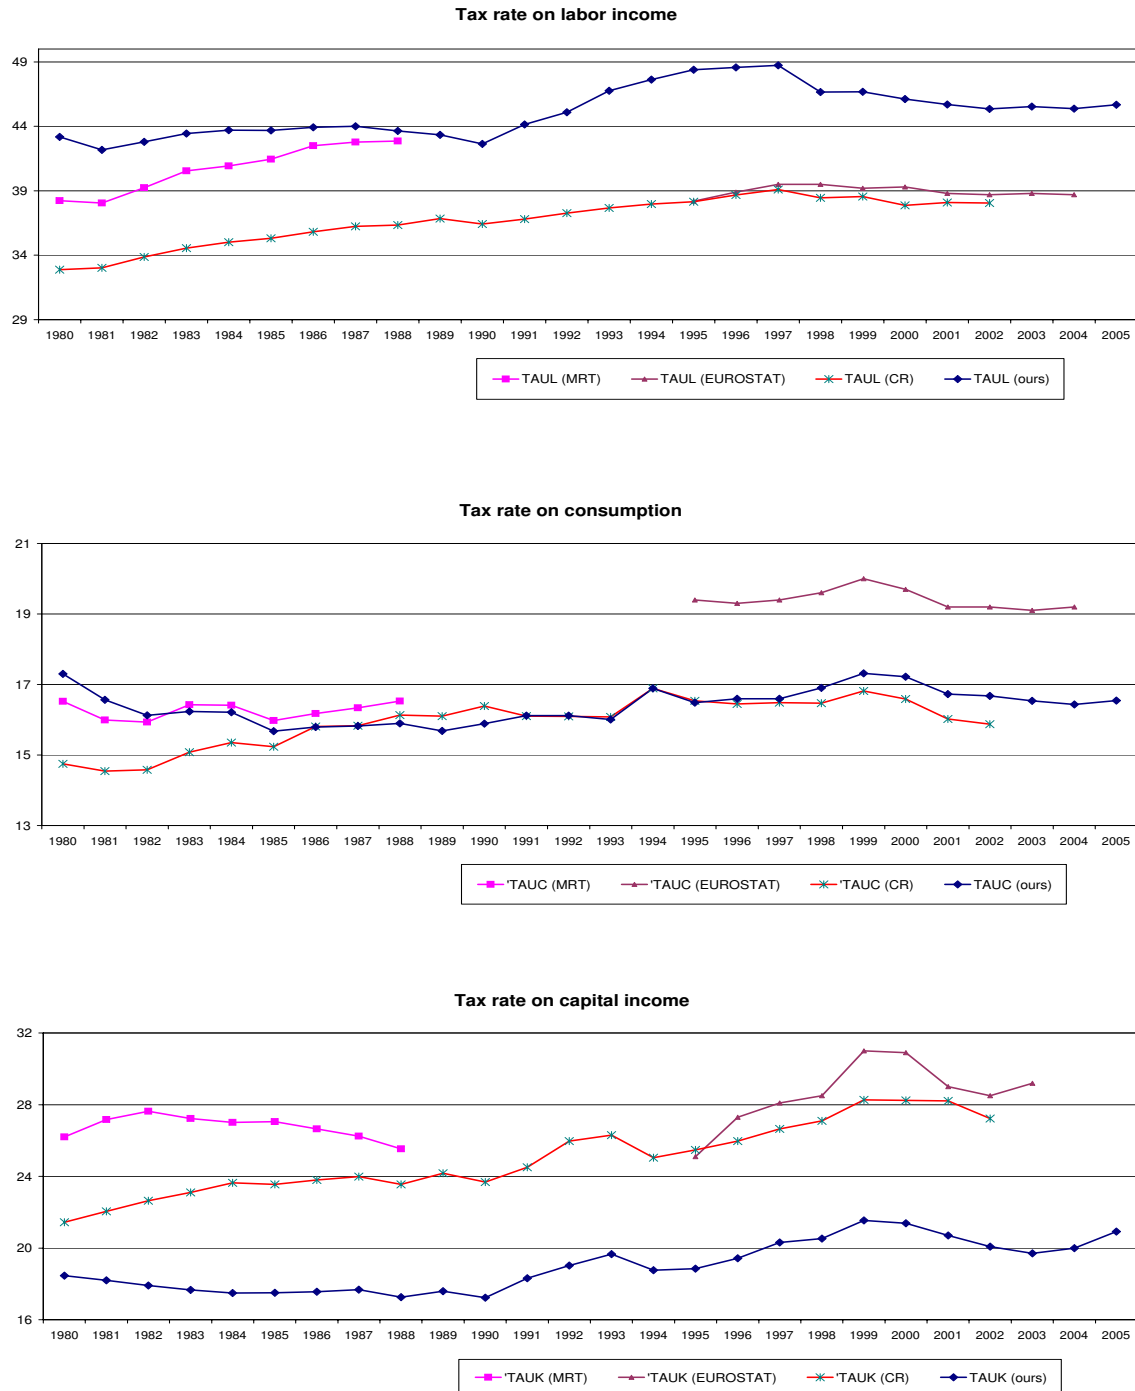 Tax rate on labor income
49
44
39
34
29
1980 1981 1982 1983 1984 1985 1986 1987 1988 1989 1990 1991 1992 1993 1994 1995 1996 1997 1998 1999 2000 2001 2002 2003 2004 2005
TAUL (MRT) TAUL (EUROSTAT) TAUL (CR) TAUL (ours)
Tax rate on consumption
21
19
17
15
13
1980 1981 1982 1983 1984 1985 1986 1987 1988 1989 1990 1991 1992 1993 1994 1995 1996 1997 1998 1999 2000 2001 2002 2003 2004 2005
'TAUC (MRT) 'TAUC (EUROSTAT) 'TAUC (CR) TAUC (ours)
Tax rate on capital income
32
28
24
20
16
1980 1981 1982 1983 1984 1985 1986 1987 1988 1989 1990 1991 1992 1993 1994 1995 1996 1997 1998 1999 2000 2001 2002 2003 2004 2005
'TAUK (MRT) 'TAUK (EUROSTAT) 'TAUK (CR) TAUK (ours)